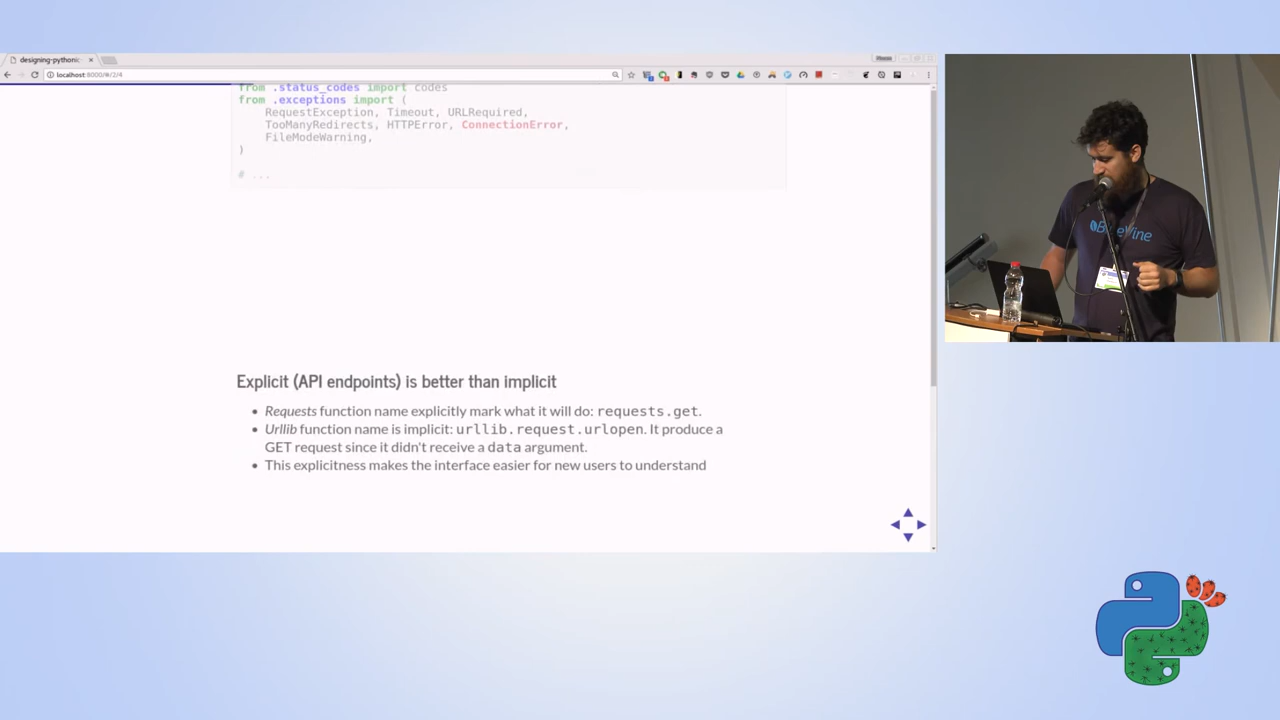 designing-pythonic
localhost:8000/#/2/4
from .status_codes import codes
from .exceptions import (
RequestException, Timeout, URLRequired,
TooManyRedirects, HTTPError, ConnectionError,
FileModeWarning,
)
# ...
Explicit (API endpoints) is better than implicit
• Requests function name explicitly mark what it will do: requests.get.
• Urllib function name is implicit: urllib.request.urlopen. It produce a
GET request since it didn't receive a data argument.
• This explicitness makes the interface easier for new users to understand
BlueVine